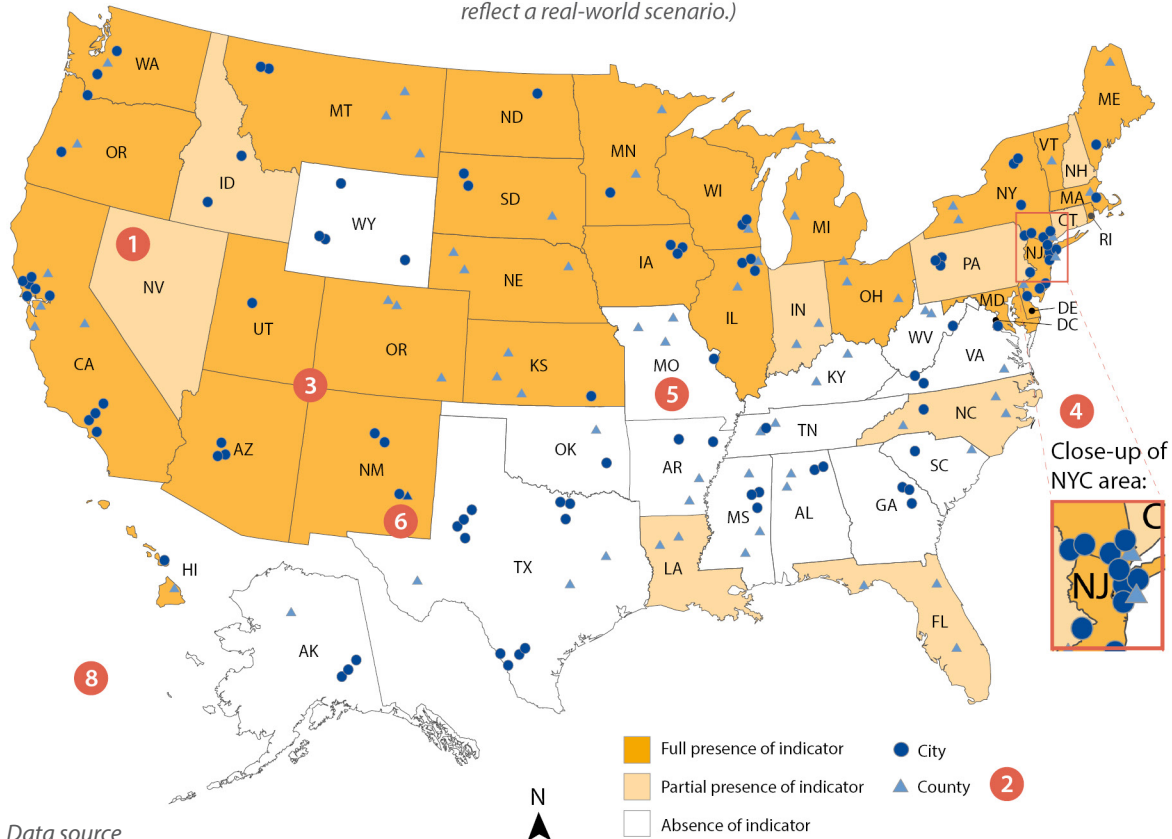 reflect a real-world scenario.)
WA
MT
ND
MN
ME
VT
NH
OR
ID
SD
WI
NY
MA
CT
RI
WY
MI
1
IA
NJ
PA
NE
NV
OH
IN
MD
DE
DC
UT
OR
IL
WV
VA
CA
MO
KS
KY
3
5
NC
4
TN
AZ
OK
AR
SC
NM
Close-up of
NYC area:
MS
AL
GA
6
C
HI
TX
LA
NJ
FL
AK
8
Full presence of indicator
City
Partial presence of indicator
County
2
N
Absence of indicator
Data source